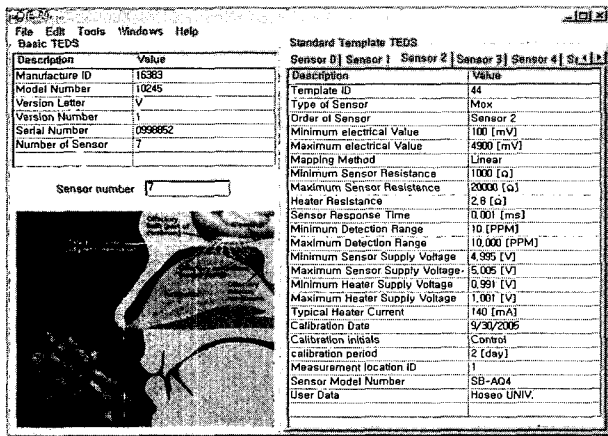 File Edit Tools Windows Help
Basic TEDS
Description Value
Manufacture ID 16383
Model Number 10245
Version Letter V
Version Number 1
Serial Number 0998852
Number of Sensor 7
Sensor number 7
Standard Template TEDS
Sensor 0 Sensor 1 Sensor 2 Sensor 3 Sensor 4
Description Value
Template ID 44
Type of Sensor Mox
Order of Sensor Sensor 2
Minimum electrical Value 100 [mV]
Maximum electrical Value 4900 [mV]
Mapping Method Linear
Minimum Sensor Resistance 1000 [Ω]
Maximum Sensor Resistance 20000 [Ω]
Heater Resistance 2,8 [Ω]
Sensor Response Time 0,001 [ms]
Minimum Detection Range 10 [PPM]
Maximum Detection Range 10,000 [PPM]
Minimum Sensor Supply Voltage 4,995 [V]
Maximum Sensor Supply Voltage 5,005 [V]
Minimum Heater Supply Voltage 0,991 [V]
Maximum Heater Supply Voltage 1,001 [V]
Typical Heater Current 140 [mA]
Calibration Date 9/30/2005
Calibration initials Control
calibration period 2 [day]
Measurement location ID 1
Sensor Model Number SB-AQ4
User Data Hoseo UNIV,